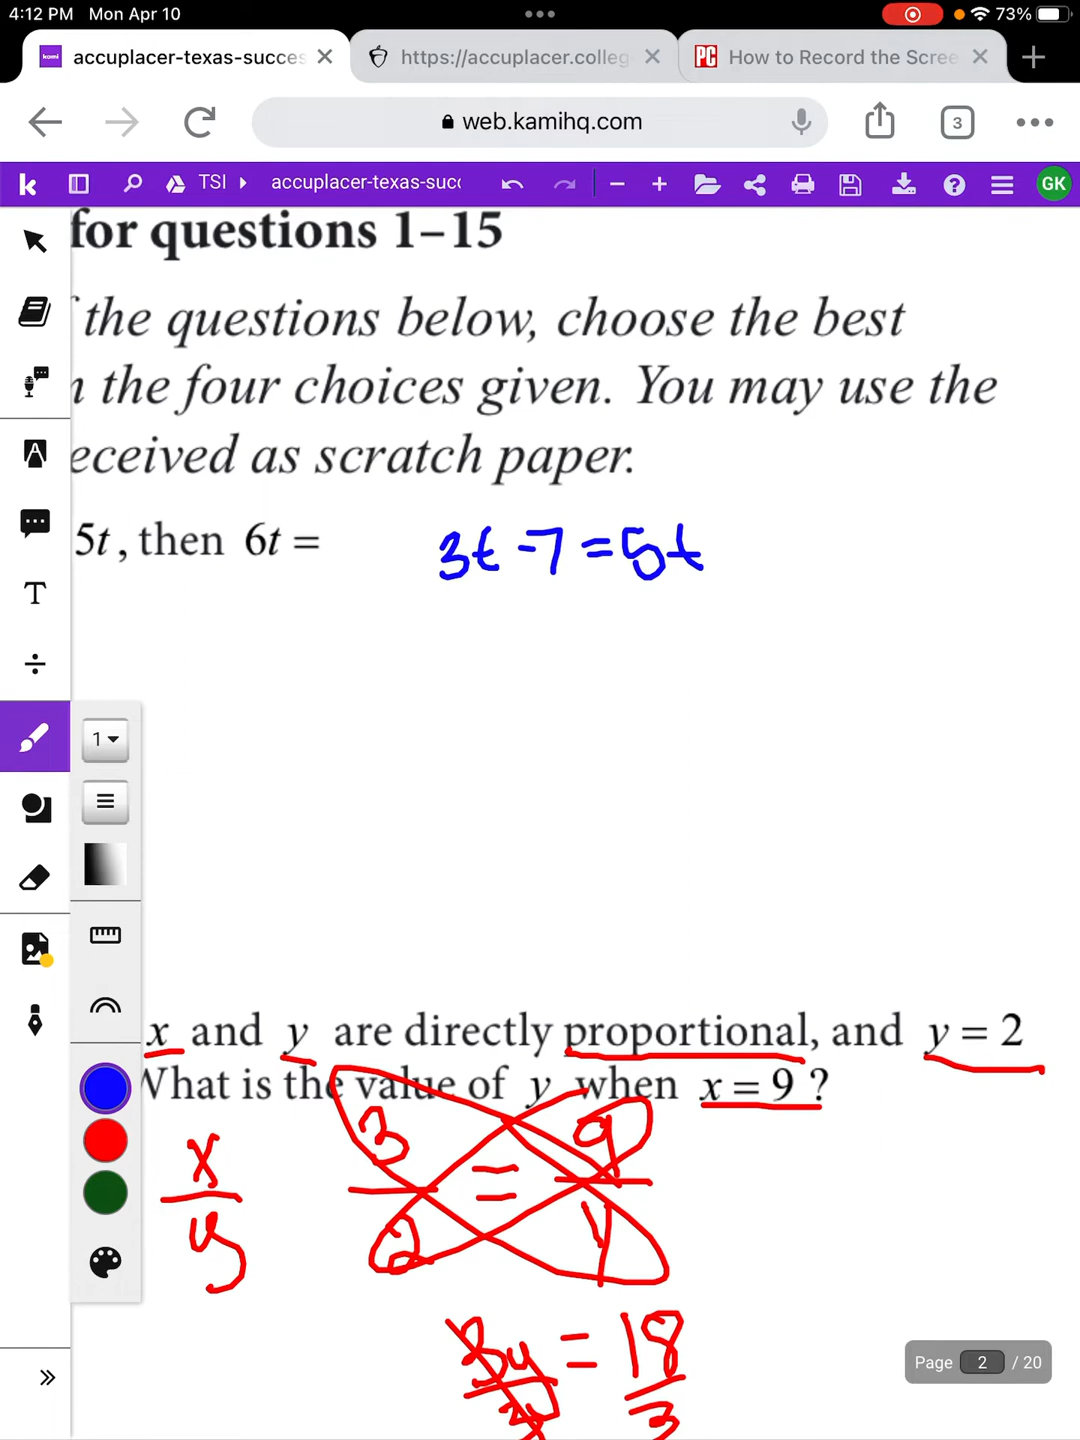 4:12 PM Mon Apr 10 73%
accuplacer-texas-succes
https://accuplacer.colleg
PC How to Record the Scree
web.kamihq.com
3
k TSI accuplacer-texas-succ GK
for questions 1–15
the questions below, choose the best
the four choices given. You may use the
eceived as scratch paper.
5t, then 6t = 3t - 7 = 5t
T
1
x and y are directly proportional, and y = 2
What is the value of y when x = 9 ?
x/y 3/2 = 9/y
3y/3 = 18/3
Page 2 / 20